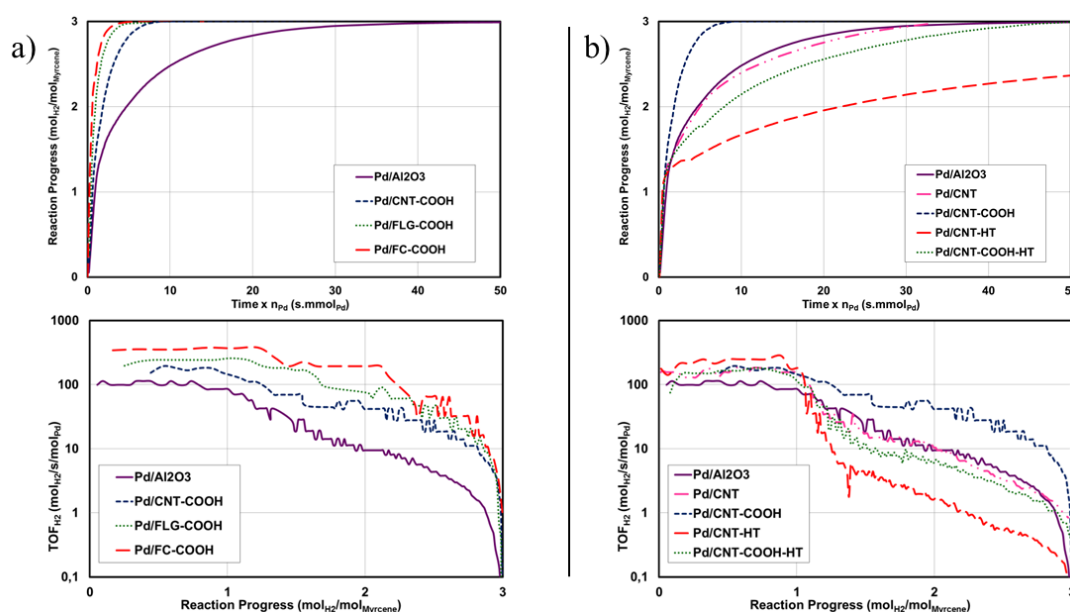 a)
3
2
1
0
Reaction Progress (molH2/molMyrcene)
0 10 20 30 40 50
Time x nPd (s.mmolPd)
Pd/Al2O3
Pd/CNT-COOH
Pd/FLG-COOH
Pd/FC-COOH
1000
100
10
1
0,1
TOFH2 (molH2/s/molPd)
0 1 2 3
Reaction Progress (molH2/molMyrcene)
Pd/Al2O3
Pd/CNT-COOH
Pd/FLG-COOH
Pd/FC-COOH
b)
3
2
1
0
Reaction Progress (molH2/molMyrcene)
0 10 20 30 40 50
Time x nPd (s.mmolPd)
Pd/Al2O3
Pd/CNT
Pd/CNT-COOH
Pd/CNT-HT
Pd/CNT-COOH-HT
1000
100
10
1
0,1
TOFH2 (molH2/s/molPd)
0 1 2 3
Reaction Progress (molH2/molMyrcene)
Pd/Al2O3
Pd/CNT
Pd/CNT-COOH
Pd/CNT-HT
Pd/CNT-COOH-HT